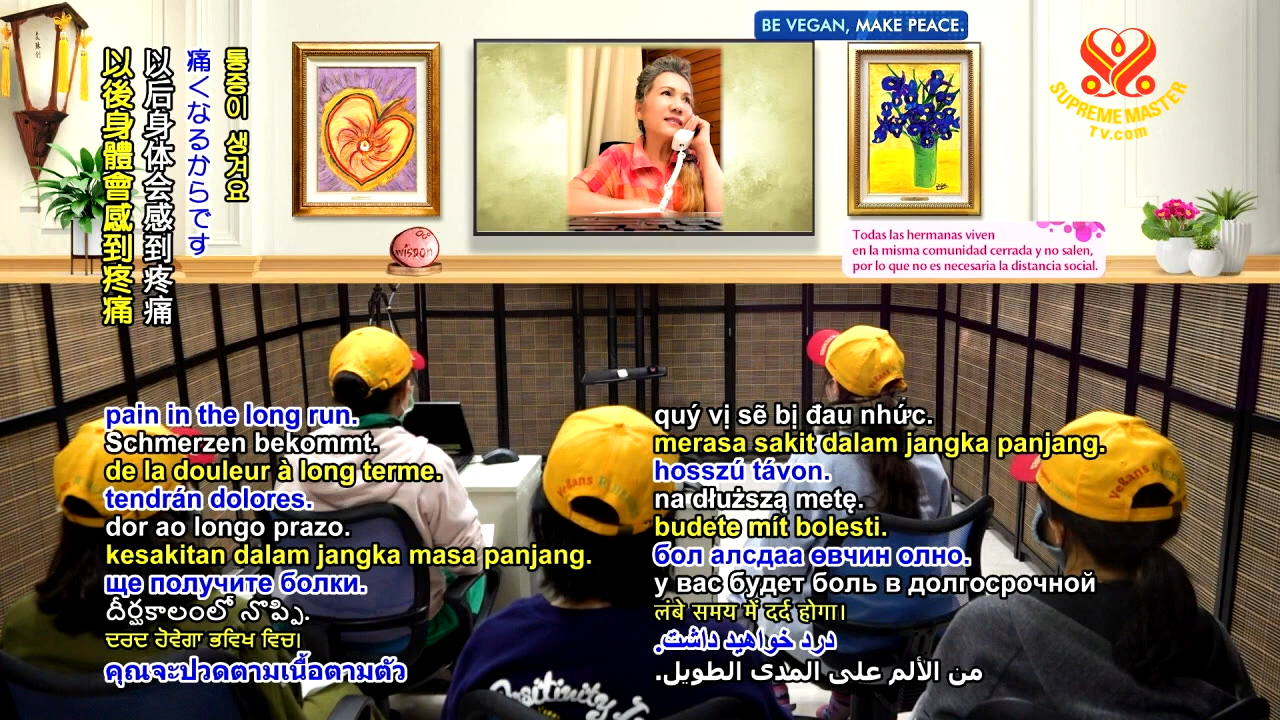 BE VEGAN, MAKE PEACE.
SUPREME MASTER
TV.com
통증이 생겨요
痛くなるからです
以后身体会感到疼痛
以後身體會感到疼痛
wisdom
Todas las hermanas viven
en la misma comunidad cerrada y no salen,
por lo que no es necesaria la distancia social.
pain in the long run.
Schmerzen bekommt.
de la douleur à long terme.
tendrán dolores.
dor ao longo prazo.
kesakitan dalam jangka masa panjang.
ще получите болки.
దీర్ఘకాలంలో నొప్పి.
ਦਰਦ ਹੋਵੇਗਾ ਭਵਿਖ ਵਿਚ।
คุณจะปวดตามเนื้อตามตัว
quý vị sẽ bị đau nhức.
merasa sakit dalam jangka panjang.
hosszú távon.
na dłuższą metę.
budete mít bolesti.
бол алсдаа өвчин олно.
у вас будет боль в долгосрочной
लंबे समय में दर्द होगा।
درد خواهید داشت.
من الألم على المدى الطويل.
vegans
vegans
Positivity